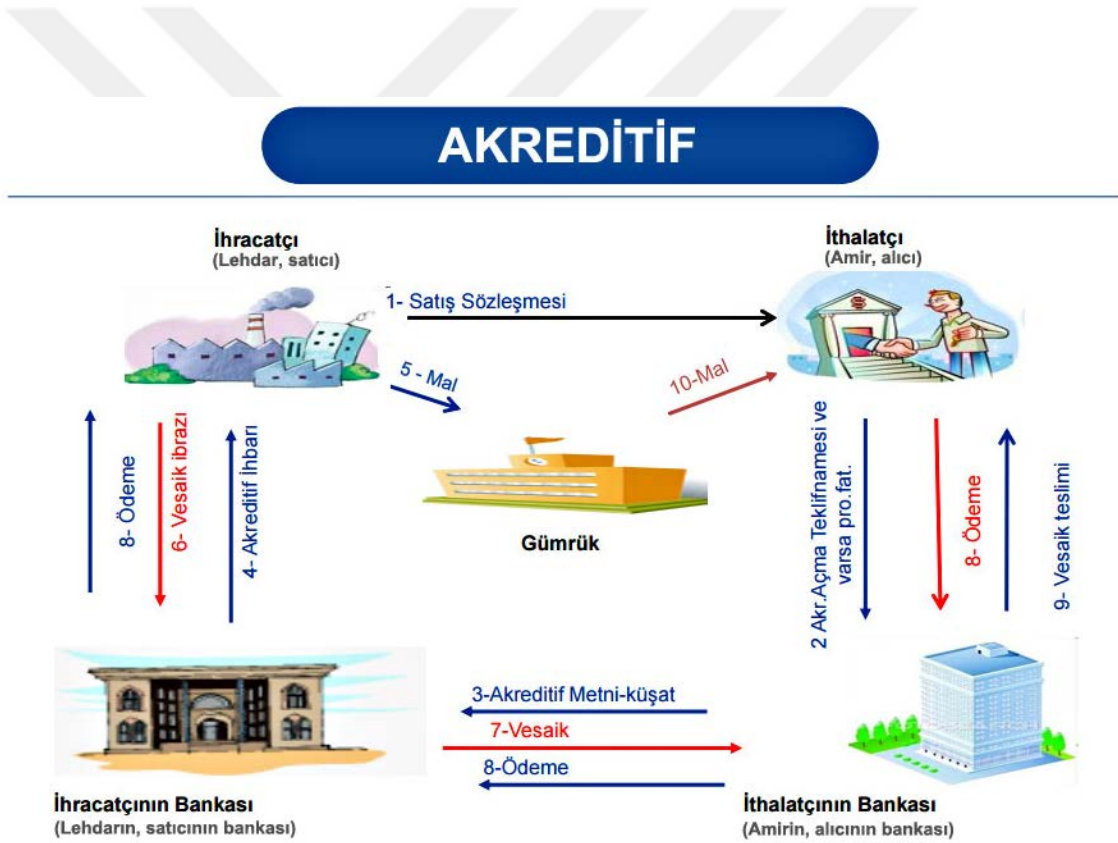 AKREDİTİF
İhracatçı
(Lehdar, satıcı)
İthalatçı
(Amir, alıcı)
1- Satış Sözleşmesi
5 - Mal
10-Mal
Gümrük
8- Ödeme
6- Vesaik ibrazı
4- Akreditif İhbarı
2 Akr.Açma Teklifnamesi ve
varsa pro.fat.
8- Ödeme
9- Vesaik teslimi
3-Akreditif Metni-küşat
7-Vesaik
8-Ödeme
İhracatçının Bankası
(Lehdarın, satıcının bankası)
İthalatçının Bankası
(Amirin, alıcının bankası)